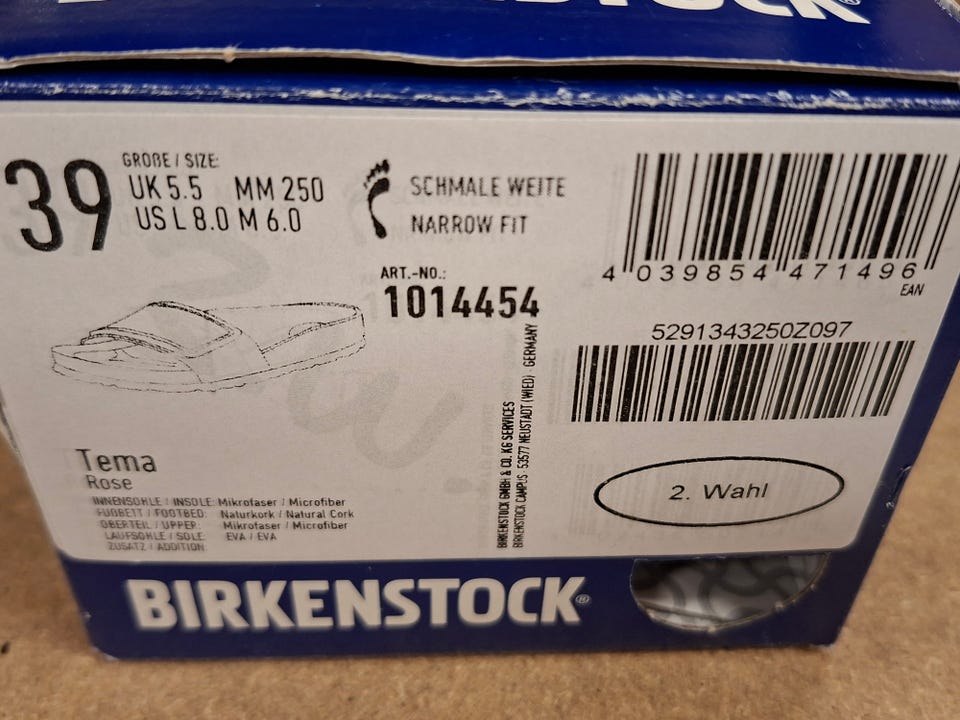 BIRKENSTOCK®
39
GRÖßE / SIZE:
UK 5.5 MM 250
US L 8.0 M 6.0
SCHMALE WEITE
NARROW FIT
4 039854 471496
EAN
ART.-NO.:
1014454
5291343250Z097
BIRKENSTOCK GMBH & CO. KG SERVICES
BIRKENSTOCK CAMPUS · 53577 NEUSTADT (WIED) · GERMANY
2. Wahl
Tema
Rose
INNENSOHLE / INSOLE: Mikrofaser / Microfiber
FUßBETT / FOOTBED: Naturkork / Natural Cork
OBERTEIL / UPPER: Mikrofaser / Microfiber
LAUFSOHLE / SOLE: EVA / EVA
ZUSATZ / ADDITION:
BIRKENSTOCK®